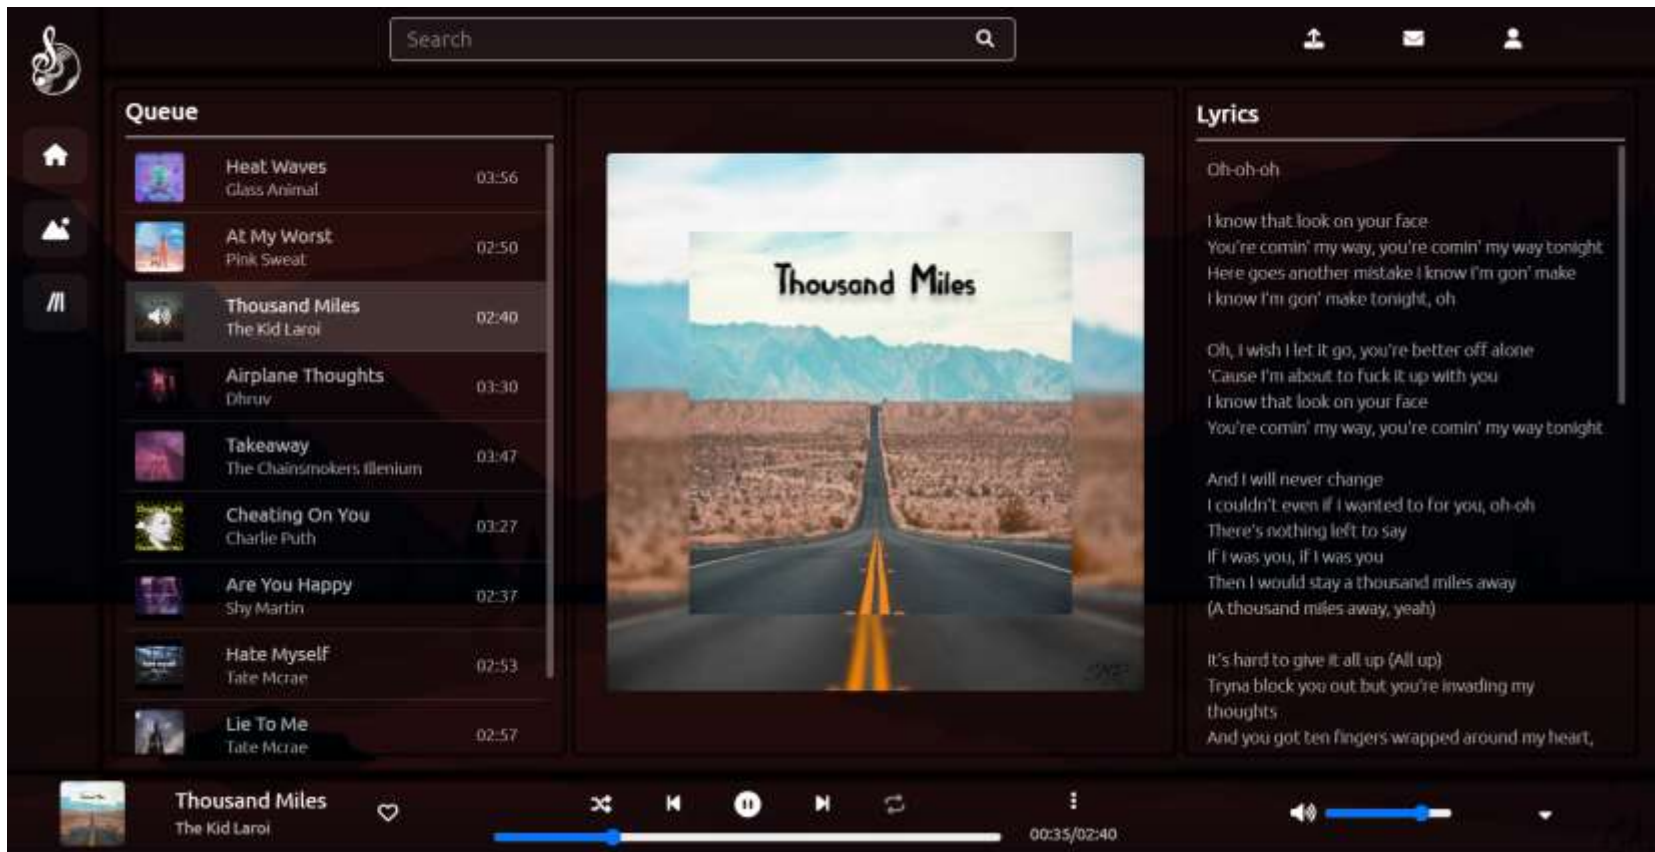 Search
Queue
Heat Waves
Glass Animal
03:56
At My Worst
Pink Sweat
02:50
Thousand Miles
The Kid Laroi
02:40
Airplane Thoughts
Dhruv
03:30
Takeaway
The Chainsmokers Illenium
03:47
Cheating On You
Charlie Puth
03:27
Are You Happy
Shy Martin
02:37
Hate Myself
Tate Mcrae
02:53
Lie To Me
Tate Mcrae
02:57
Thousand Miles
Lyrics
Oh-oh-oh
I know that look on your face
You're comin' my way, you're comin' my way tonight
Here goes another mistake I know I'm gon' make
I know I'm gon' make tonight, oh
Oh, I wish I let it go, you're better off alone
'Cause I'm about to fuck it up with you
I know that look on your face
You're comin' my way, you're comin' my way tonight
And I will never change
I couldn't even if I wanted to for you, oh-oh
There's nothing left to say
If I was you, if I was you
Then I would stay a thousand miles away
(A thousand miles away, yeah)
It's hard to give it all up (All up)
Tryna block you out but you're invading my
thoughts
And you got ten fingers wrapped around my heart,
Thousand Miles
The Kid Laroi
00:35/02:40